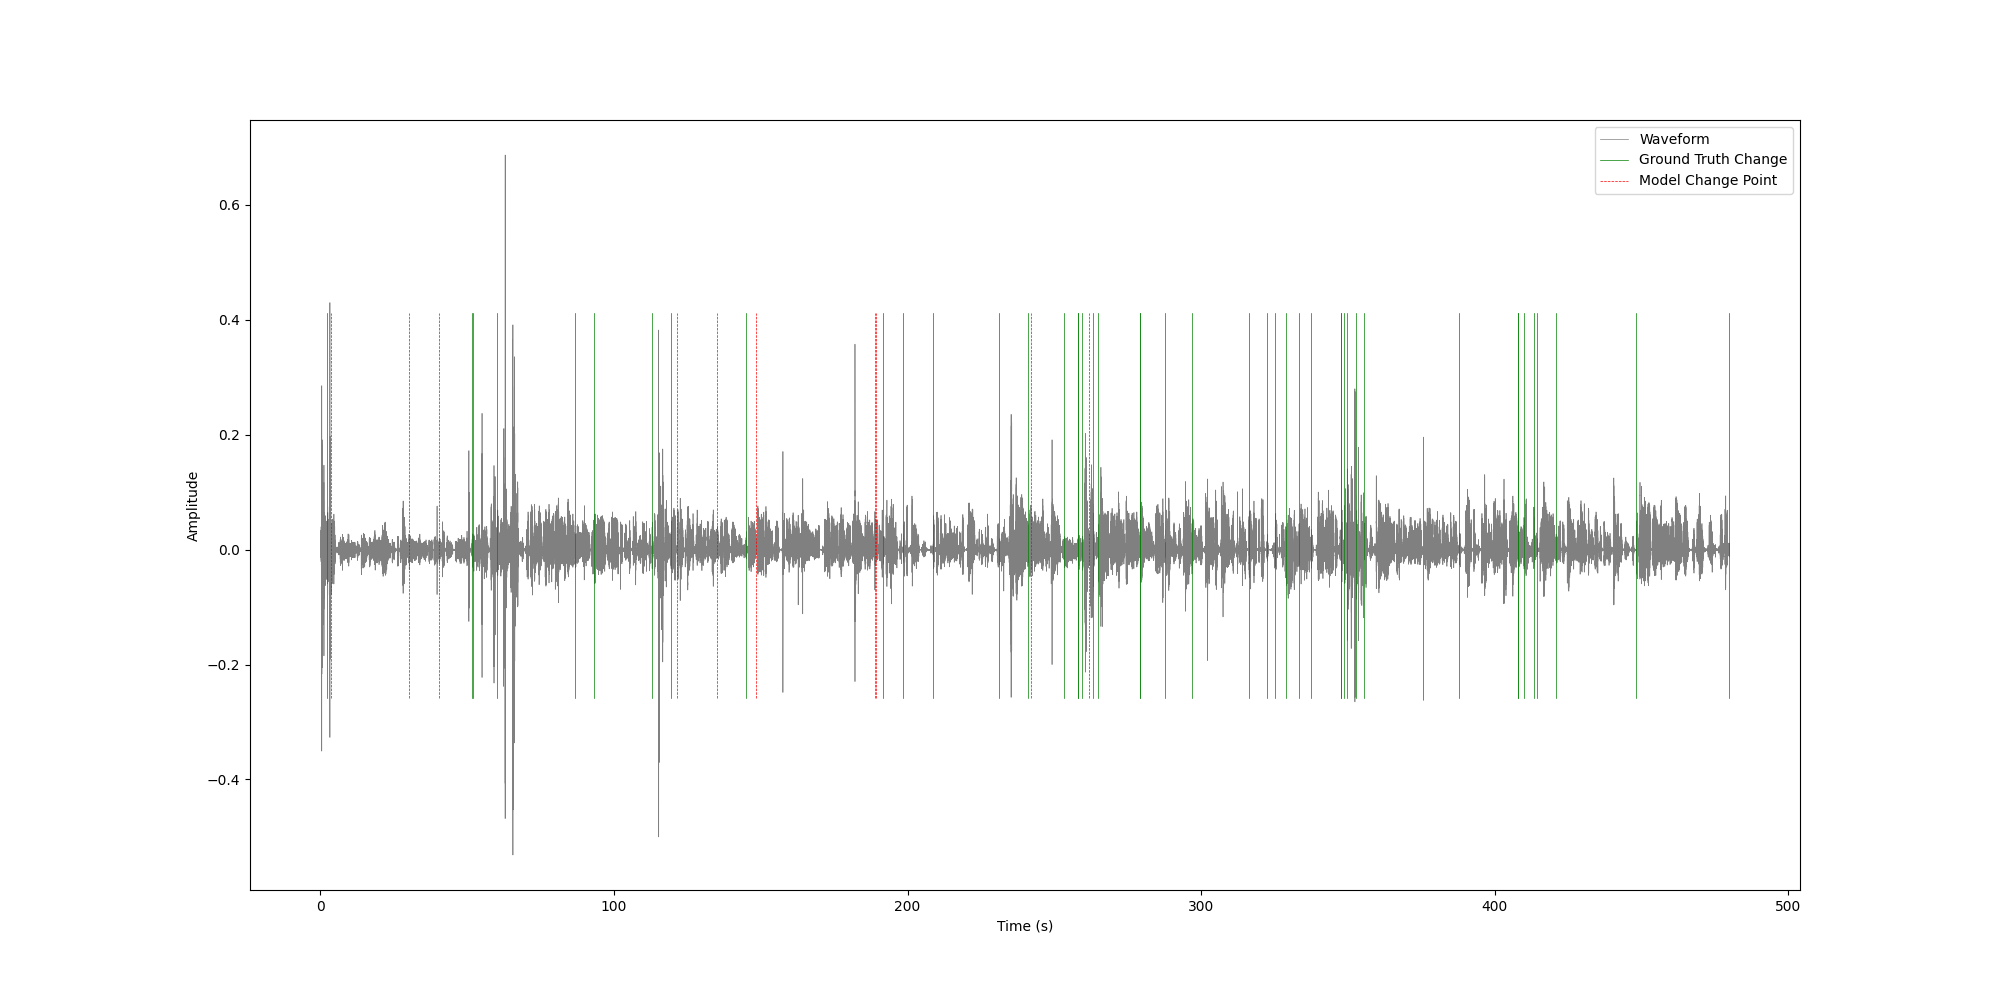 Waveform
Ground Truth Change
Model Change Point
0.6
0.4
0.2
0.0
−0.2
−0.4
Amplitude
0 100 200 300 400 500
Time (s)